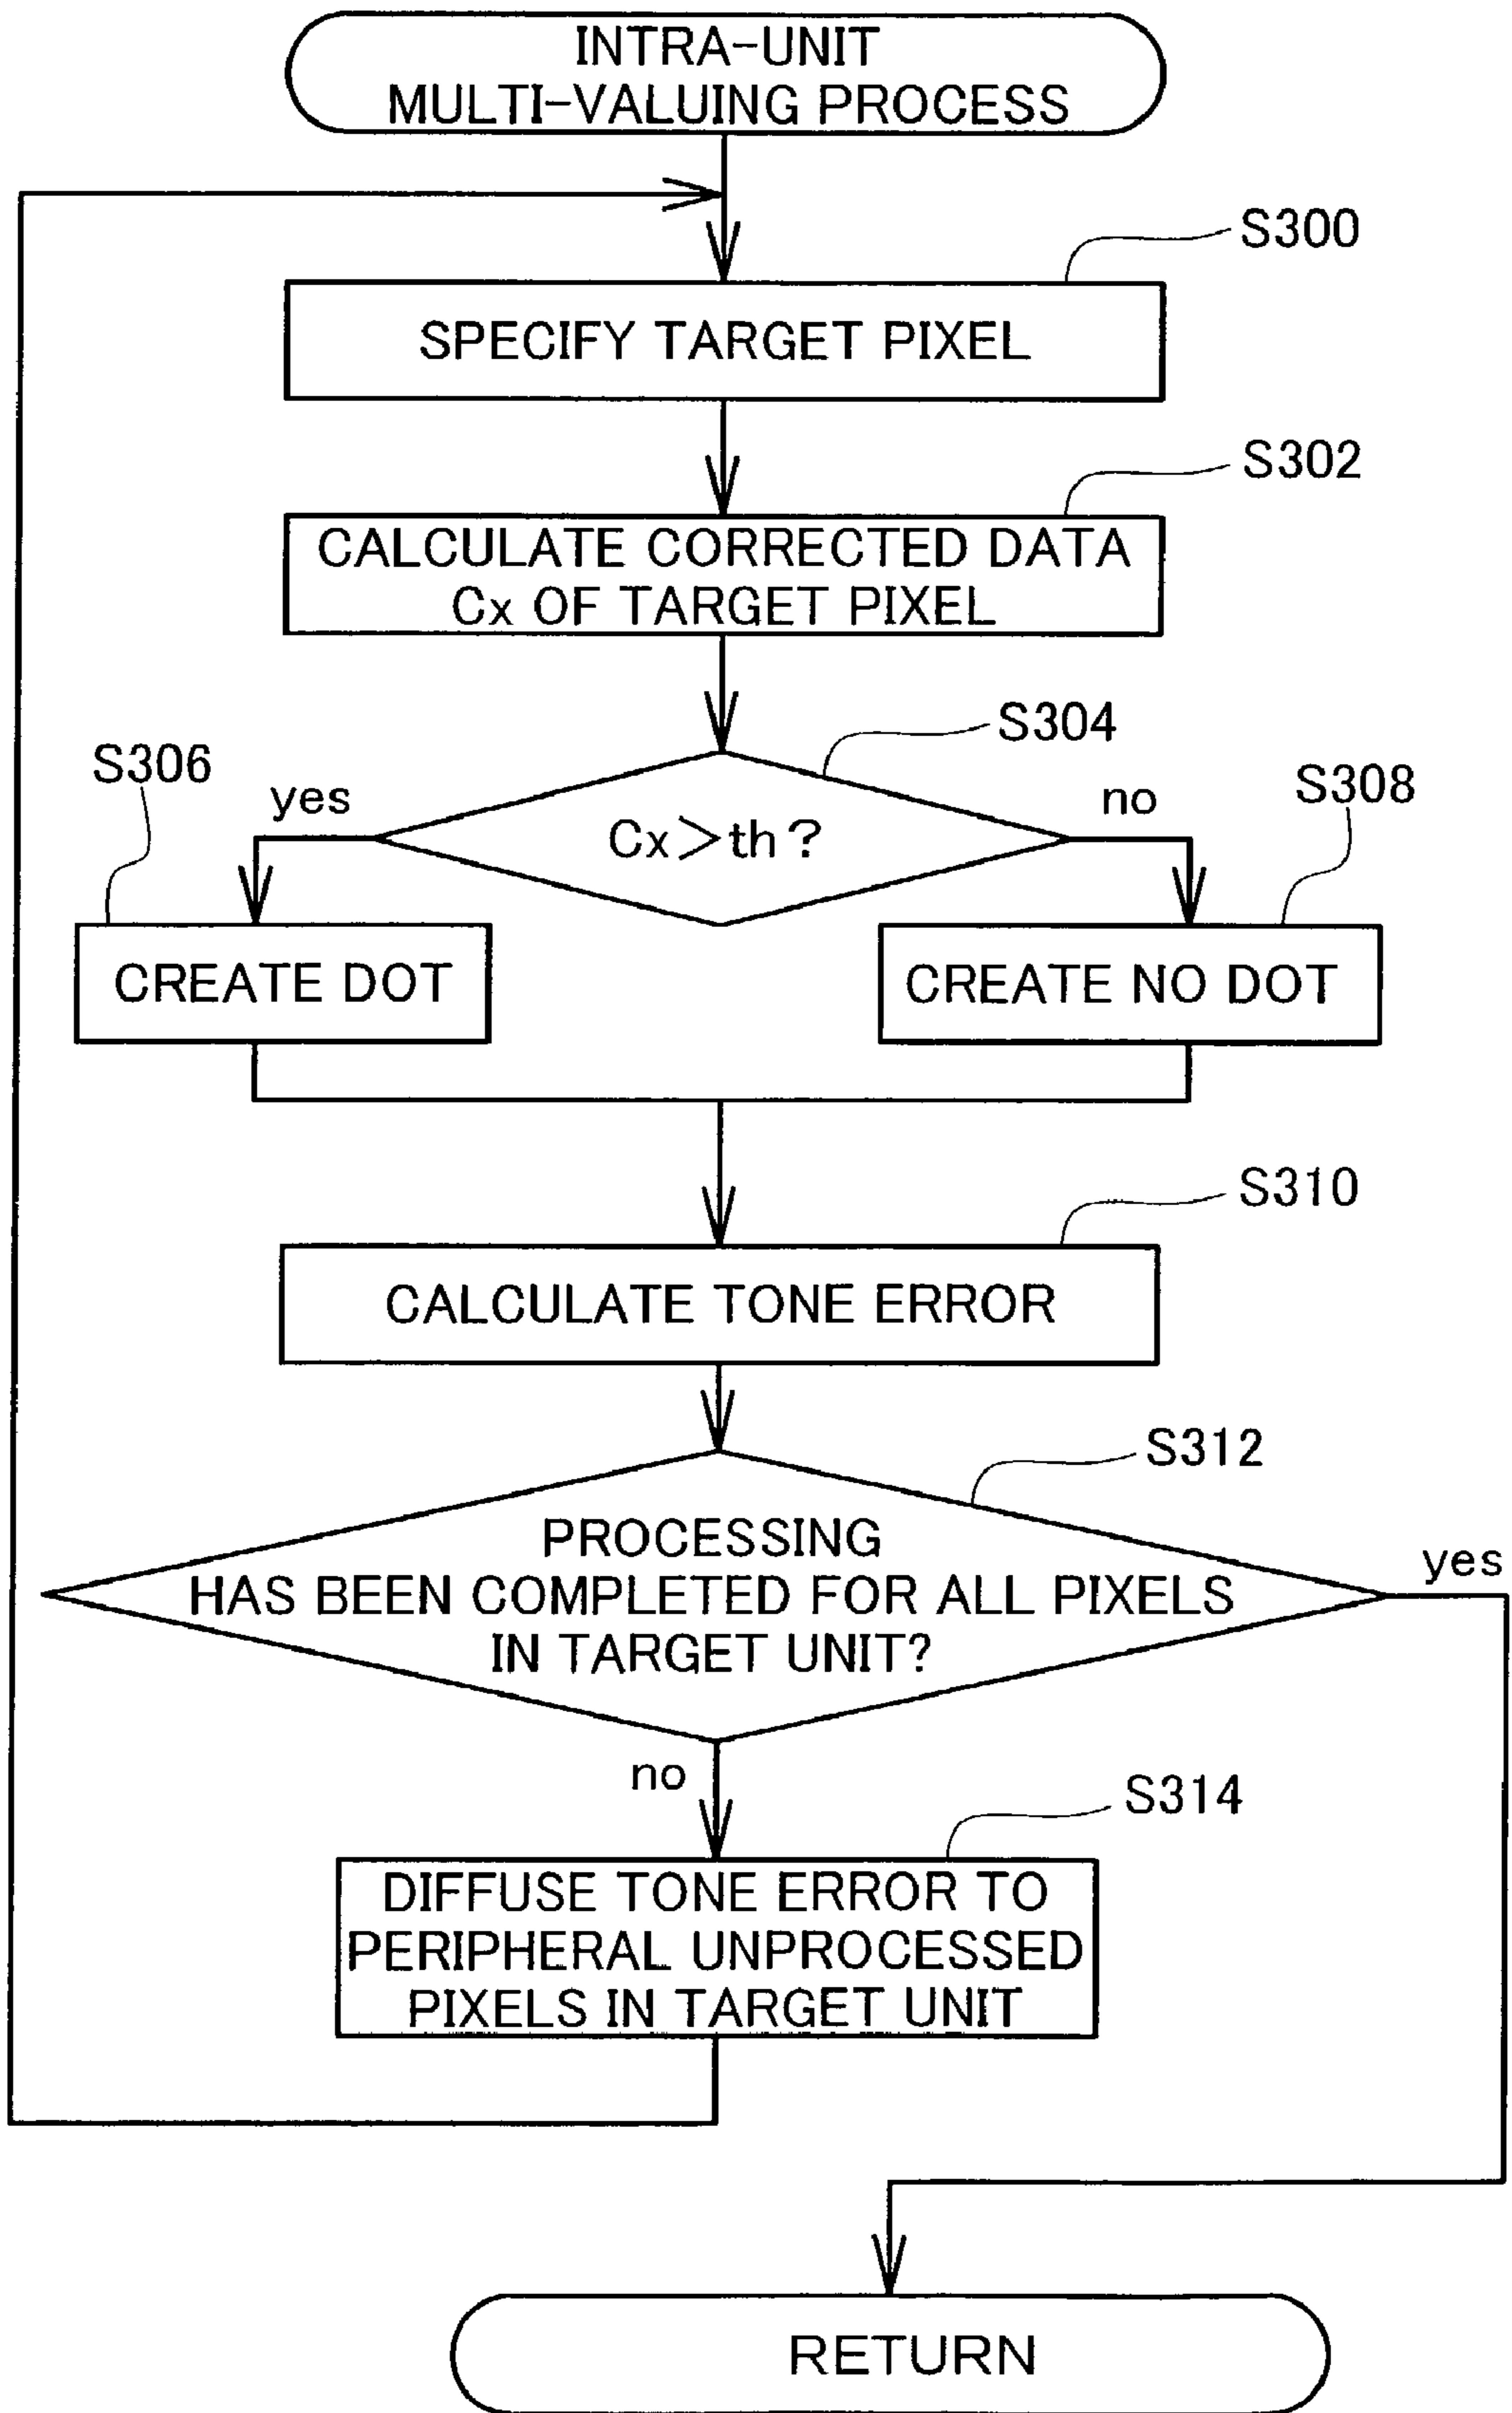 INTRA-UNIT
MULTI-VALUING PROCESS
S300
SPECIFY TARGET PIXEL
S302
CALCULATE CORRECTED DATA
Cx OF TARGET PIXEL
S304
S306
yes
no
S308
Cx>th?
CREATE DOT
CREATE NO DOT
S310
CALCULATE TONE ERROR
S312
PROCESSING
HAS BEEN COMPLETED FOR ALL PIXELS
IN TARGET UNIT?
yes
no
S314
DIFFUSE TONE ERROR TO
PERIPHERAL UNPROCESSED
PIXELS IN TARGET UNIT
RETURN